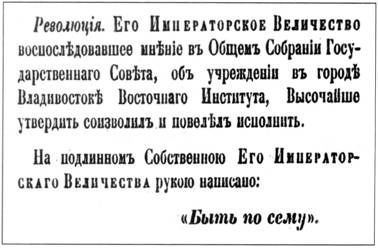 Революція. Его Императорское Величество
воспослѣдовавшее мнѣніе въ Общемъ Собраніи Госу-
дарственнаго Совѣта, объ учрежденіи въ городѣ
Владивостокѣ Восточнаго Института, Высочайше
утвердить соизволилъ и повелѣлъ исполнить.
На подлинномъ Собственною Его Император-
скаго Величества рукою написано:
«Быть по сему».